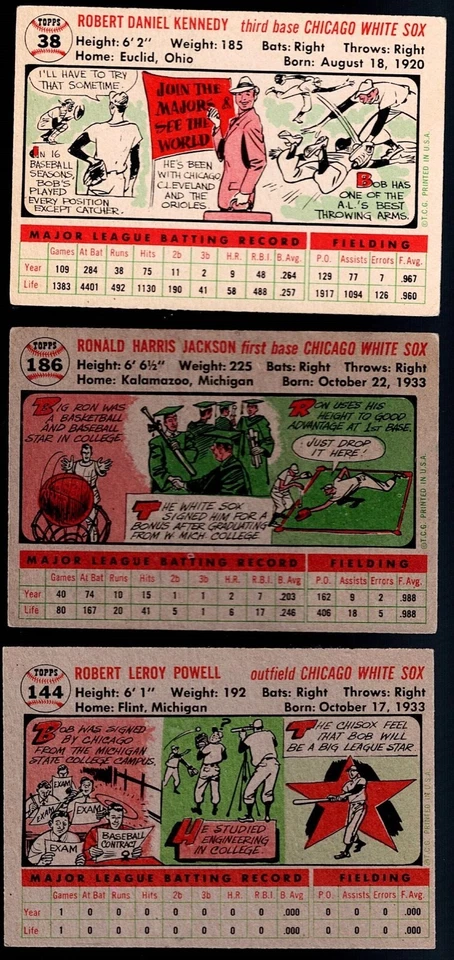 TOPPS
38
ROBERT DANIEL KENNEDY third base CHICAGO WHITE SOX
Height: 6' 2" Weight: 185 Bats: Right Throws: Right
Home: Euclid, Ohio Born: August 18, 1920
I'LL HAVE TO TRY
THAT SOMETIME.
IN 16
BASEBALL
SEASONS,
BOB'S
PLAYED
EVERY POSITION
EXCEPT CATCHER.
JOIN THE
MAJORS &
SEE THE
WORLD
HE'S BEEN
WITH CHICAGO
CLEVELAND
AND THE
ORIOLES.
BOB HAS
ONE OF THE
A.L.'S BEST
THROWING ARMS.
©T.C.G. PRINTED IN U.S.A.
MAJOR LEAGUE BATTING RECORD FIELDING
Games At Bat Runs Hits 2b 3b H.R. R.B.I. B. Avg. P.O. Assists Errors F. Avg.
Year 109 284 38 75 11 2 9 48 .264 129 77 7 .967
Life 1383 4401 492 1130 190 41 58 488 .257 1917 1094 126 .960
TOPPS
186
RONALD HARRIS JACKSON first base CHICAGO WHITE SOX
Height: 6' 6½" Weight: 225 Bats: Right Throws: Right
Home: Kalamazoo, Michigan Born: October 22, 1933
BIG RON WAS
A BASKETBALL
AND BASEBALL
STAR IN COLLEGE.
THE WHITE SOX
SIGNED HIM FOR A
BONUS AFTER GRADUATING
FROM W. MICH. COLLEGE
RON USES HIS
HEIGHT TO GOOD
ADVANTAGE AT 1ST BASE.
JUST DROP
IT HERE!
©T.C.G. PRINTED IN U.S.A.
MAJOR LEAGUE BATTING RECORD FIELDING
Games At Bat Runs Hits 2b 3b H.R. R.B.I. B. Avg P.O. Assists Errors F. Avg.
Year 40 74 10 15 1 1 2 7 .203 162 9 2 .988
Life 80 167 20 41 5 1 6 17 .246 406 18 5 .988
TOPPS
144
ROBERT LEROY POWELL outfield CHICAGO WHITE SOX
Height: 6' 1" Weight: 192 Bats: Right Throws: Right
Home: Flint, Michigan Born: October 17, 1933
BOB WAS SIGNED
BY CHICAGO
FROM THE MICHIGAN
STATE COLLEGE CAMPUS.
EXAM
EXAM
EXAM
EXAM
BASEBALL
CONTRACT
?
HE STUDIED
ENGINEERING
IN COLLEGE.
THE CHISOX FEEL
THAT BOB WILL
BE A BIG LEAGUE STAR.
©T.C.G. PRINTED IN U.S.A.
MAJOR LEAGUE BATTING RECORD FIELDING
Games At Bat Runs Hits 2b 3b H.R. R.B.I. B. Avg. P.O. Assists Errors F. Avg.
Year 1 0 0 0 0 0 0 0 .000 0 0 0 .000
Life 1 0 0 0 0 0 0 0 .000 0 0 0 .000